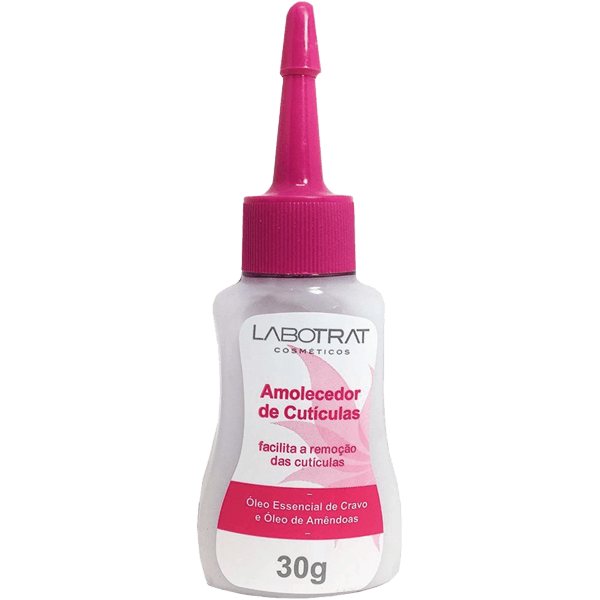 LABOTRAT
COSMÉTICOS
Amolecedor
de Cutículas
facilita a remoção
das cutículas
Óleo Essencial de Cravo
e Óleo de Amêndoas
30g